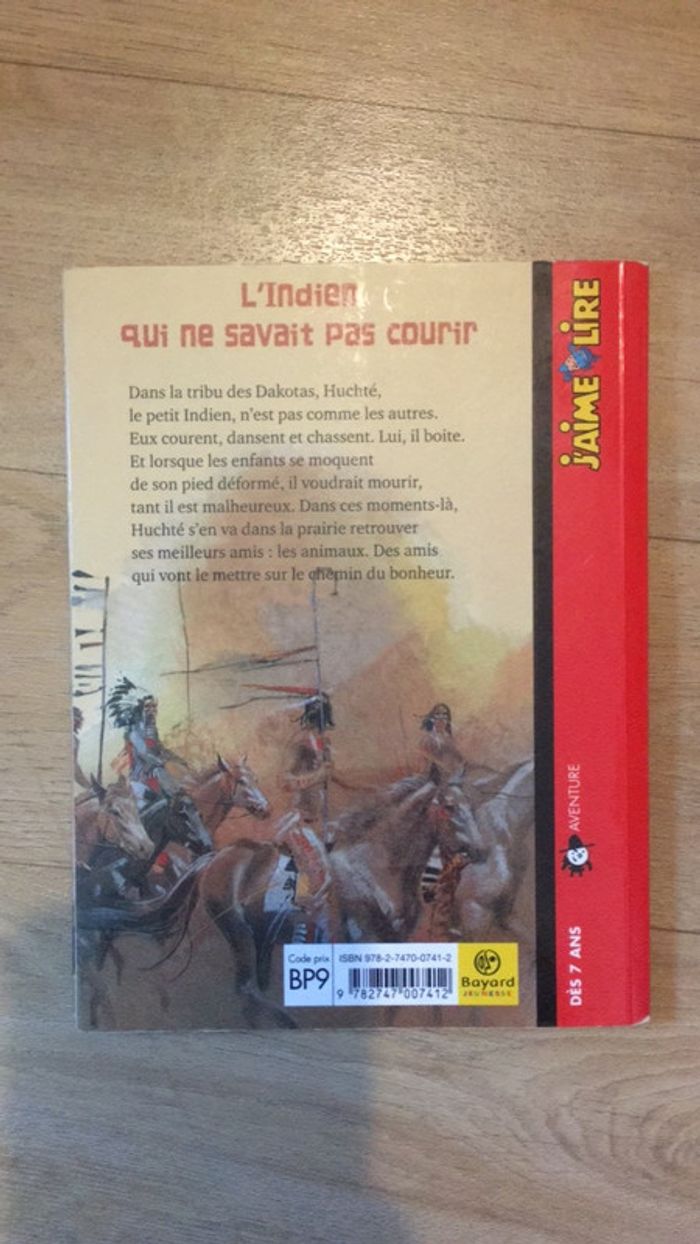 L'Indien
qui ne savait pas courir
Dans la tribu des Dakotas, Huchté,
le petit Indien, n'est pas comme les autres.
Eux courent, dansent et chassent. Lui, il boite.
Et lorsque les enfants se moquent
de son pied déformé, il voudrait mourir,
tant il est malheureux. Dans ces moments-là,
Huchté s'en va dans la prairie retrouver
ses meilleurs amis : les animaux. Des amis
qui vont le mettre sur le chemin du bonheur.
Code prix
BP9
ISBN 978-2-7470-0741-2
9 782747 007412
Bayard
JEUNESSE
J'AIME LIRE
AVENTURE
DÈS 7 ANS